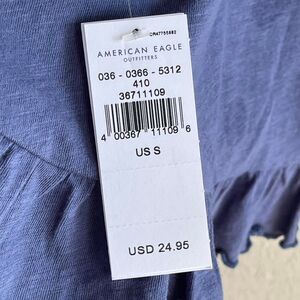 AMERICAN EAGLE
OUTFITTERS
036 - 0366 - 5312
410
36711109
4 00367 11109 6
US S
USD 24.95